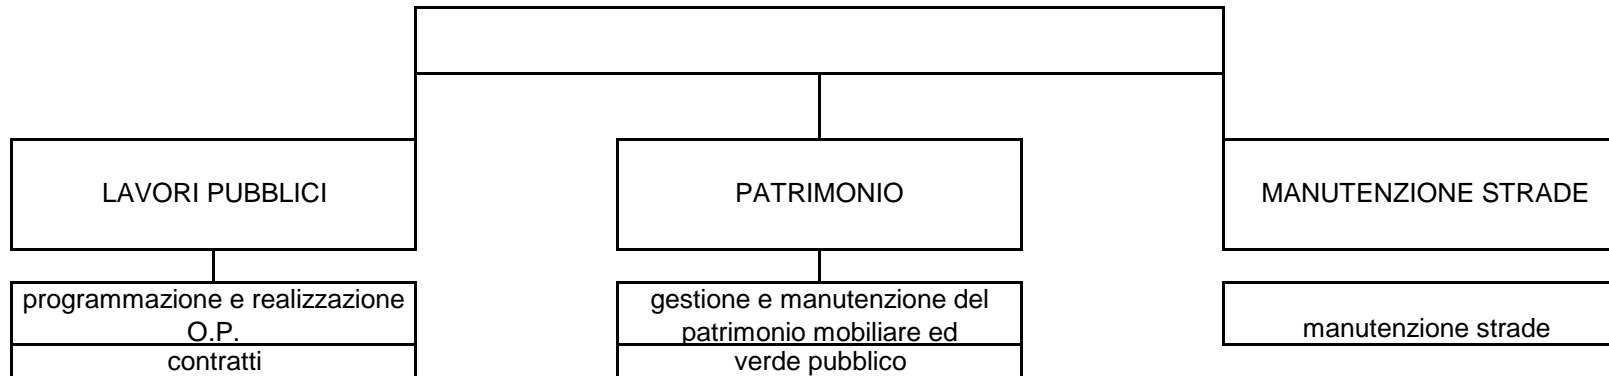 LAVORI PUBBLICI
PATRIMONIO
MANUTENZIONE STRADE
programmazione e realizzazione
O.P.
contratti
gestione e manutenzione del
patrimonio mobiliare ed
verde pubblico
manutenzione strade